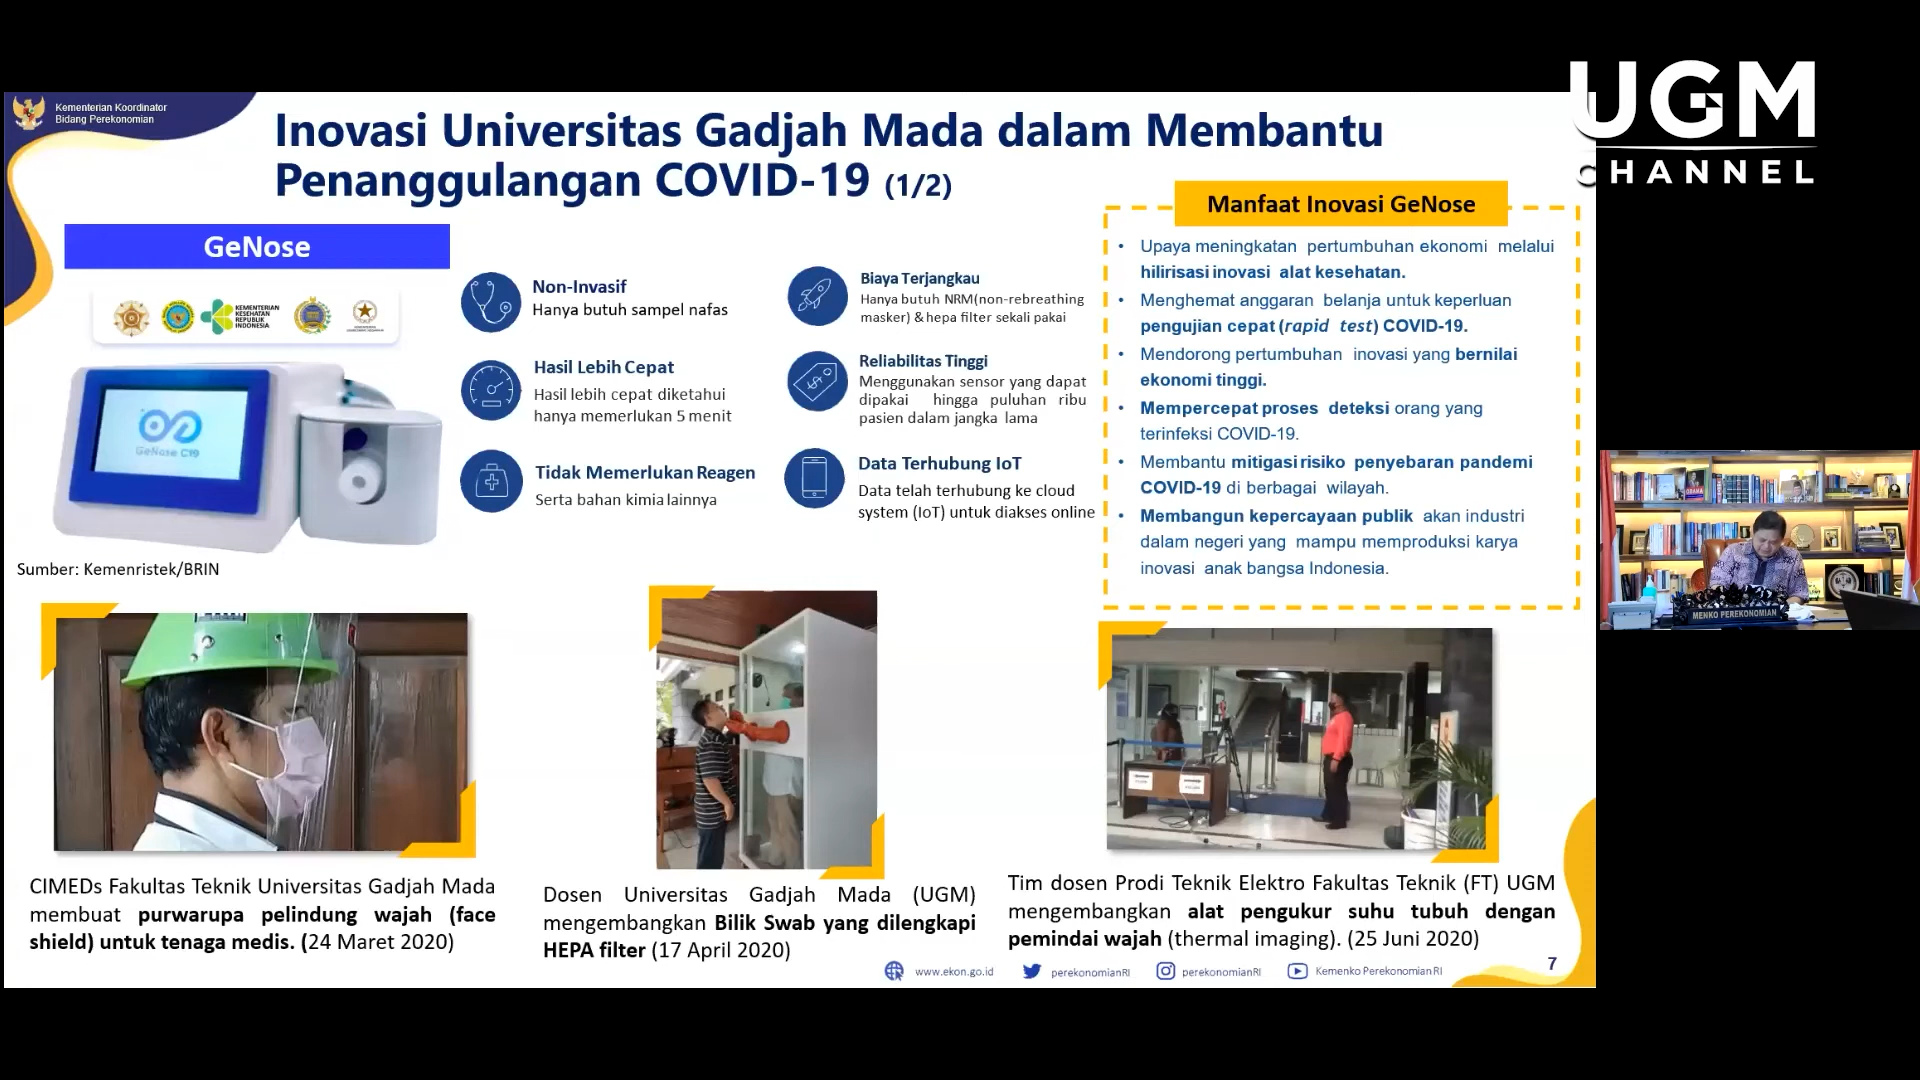 Kementerian Koordinator
Bidang Perekonomian
Inovasi Universitas Gadjah Mada dalam Membantu
Penanggulangan COVID-19 (1/2)
UGM
CHANNEL
GeNose
KEMENTERIAN
KESEHATAN
REPUBLIK
INDONESIA
GeNose C19
Sumber: Kemenristek/BRIN
Non-Invasif
Hanya butuh sampel nafas
Hasil Lebih Cepat
Hasil lebih cepat diketahui
hanya memerlukan 5 menit
Tidak Memerlukan Reagen
Serta bahan kimia lainnya
Biaya Terjangkau
Hanya butuh NRM(non-rebreathing
masker) & hepa filter sekali pakai
Reliabilitas Tinggi
Menggunakan sensor yang dapat
dipakai hingga puluhan ribu
pasien dalam jangka lama
Data Terhubung IoT
Data telah terhubung ke cloud
system (IoT) untuk diakses online
Manfaat Inovasi GeNose
• Upaya meningkatan pertumbuhan ekonomi melalui
hilirisasi inovasi alat kesehatan.
• Menghemat anggaran belanja untuk keperluan
pengujian cepat (rapid test) COVID-19.
• Mendorong pertumbuhan inovasi yang bernilai
ekonomi tinggi.
• Mempercepat proses deteksi orang yang
terinfeksi COVID-19.
• Membantu mitigasi risiko penyebaran pandemi
COVID-19 di berbagai wilayah.
• Membangun kepercayaan publik akan industri
dalam negeri yang mampu memproduksi karya
inovasi anak bangsa Indonesia.
MENKO PEREKONOMIAN
CIMEDs Fakultas Teknik Universitas Gadjah Mada
membuat purwarupa pelindung wajah (face
shield) untuk tenaga medis. (24 Maret 2020)
Dosen Universitas Gadjah Mada (UGM)
mengembangkan Bilik Swab yang dilengkapi
HEPA filter (17 April 2020)
Tim dosen Prodi Teknik Elektro Fakultas Teknik (FT) UGM
mengembangkan alat pengukur suhu tubuh dengan
pemindai wajah (thermal imaging). (25 Juni 2020)
www.ekon.go.id
perekonomianRI
perekonomianRI
Kemenko Perekonomian RI
7